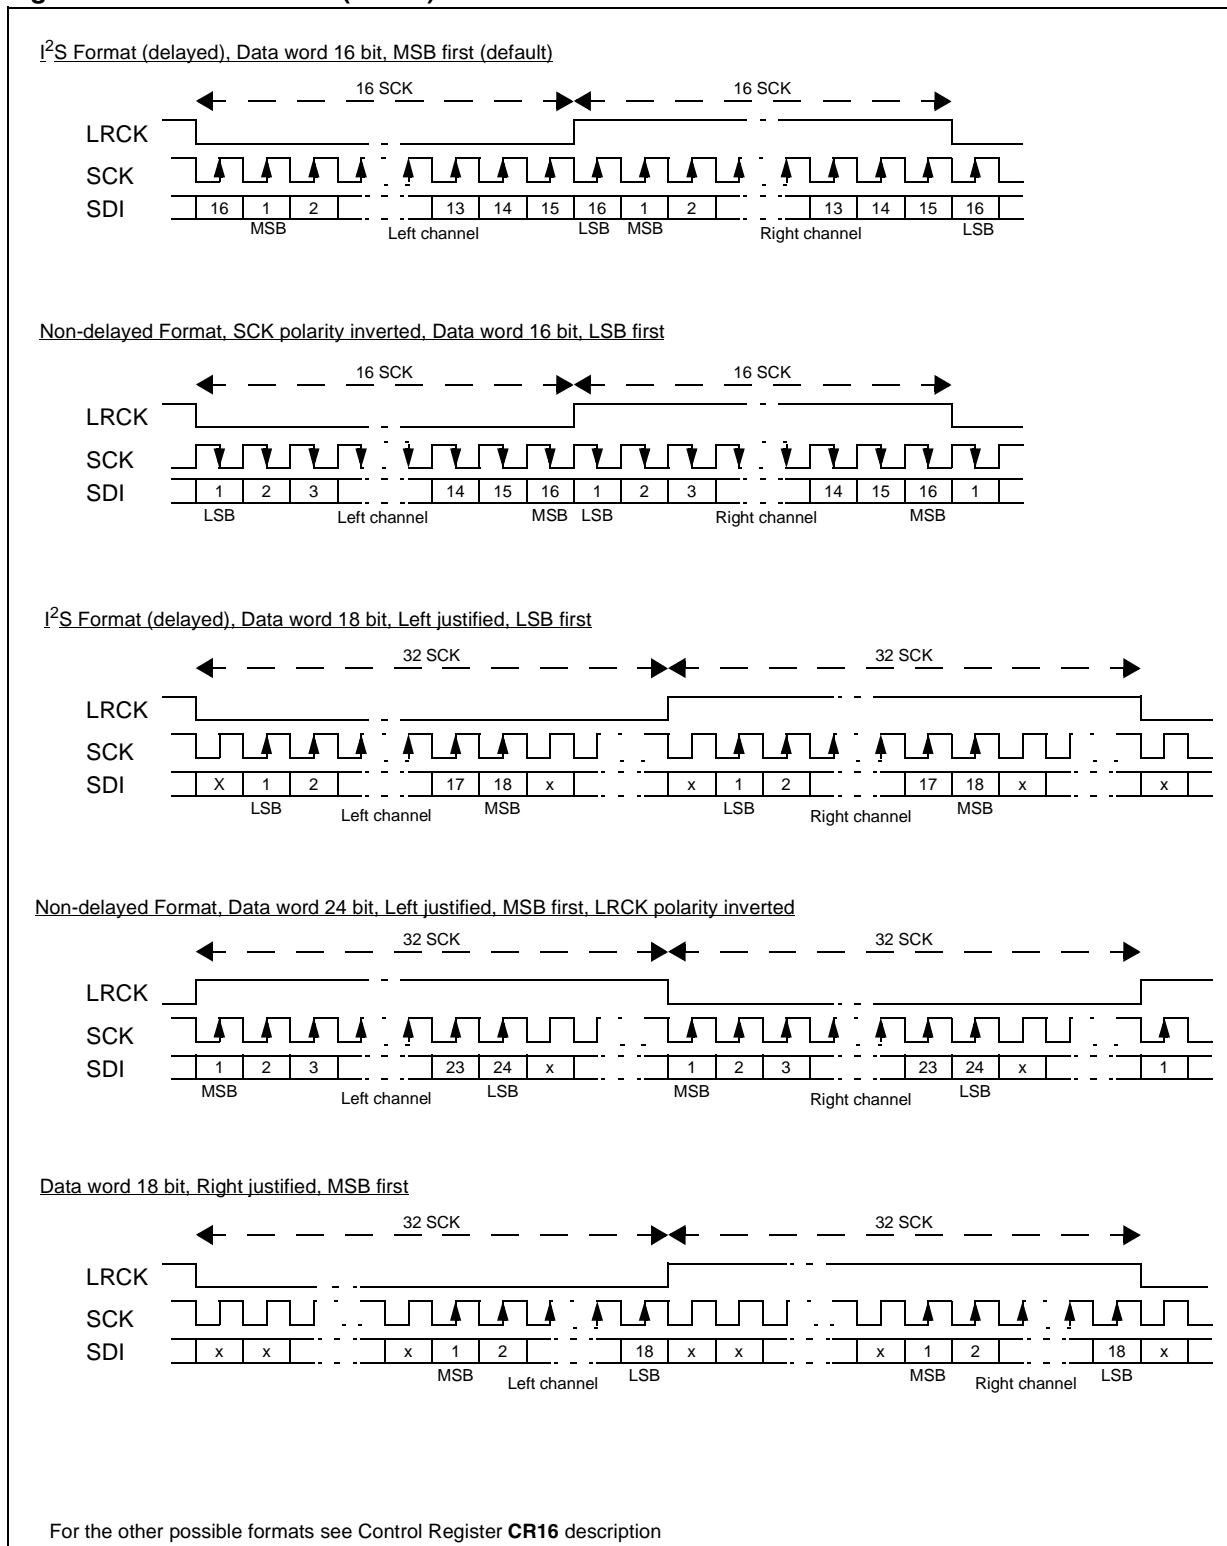 I2S Format (delayed), Data word 16 bit, MSB first (default)
16 SCK 16 SCK
LRCK
SCK
SDI 16 1 2 13 14 15 16 1 2 13 14 15 16
MSB Left channel LSB MSB Right channel LSB
Non-delayed Format, SCK polarity inverted, Data word 16 bit, LSB first
16 SCK 16 SCK
LRCK
SCK
SDI 1 2 3 14 15 16 1 2 3 14 15 16 1
LSB Left channel MSB LSB Right channel MSB
I2S Format (delayed), Data word 18 bit, Left justified, LSB first
32 SCK 32 SCK
LRCK
SCK
SDI X 1 2 17 18 x x 1 2 17 18 x x
LSB Left channel MSB LSB Right channel MSB
Non-delayed Format, Data word 24 bit, Left justified, MSB first, LRCK polarity inverted
32 SCK 32 SCK
LRCK
SCK
SDI 1 2 3 23 24 x 1 2 3 23 24 x 1
MSB Left channel LSB MSB Right channel LSB
Data word 18 bit, Right justified, MSB first
32 SCK 32 SCK
LRCK
SCK
SDI x x x 1 2 18 x x x 1 2 18 x
MSB Left channel LSB MSB Right channel LSB
For the other possible formats see Control Register CR16 description